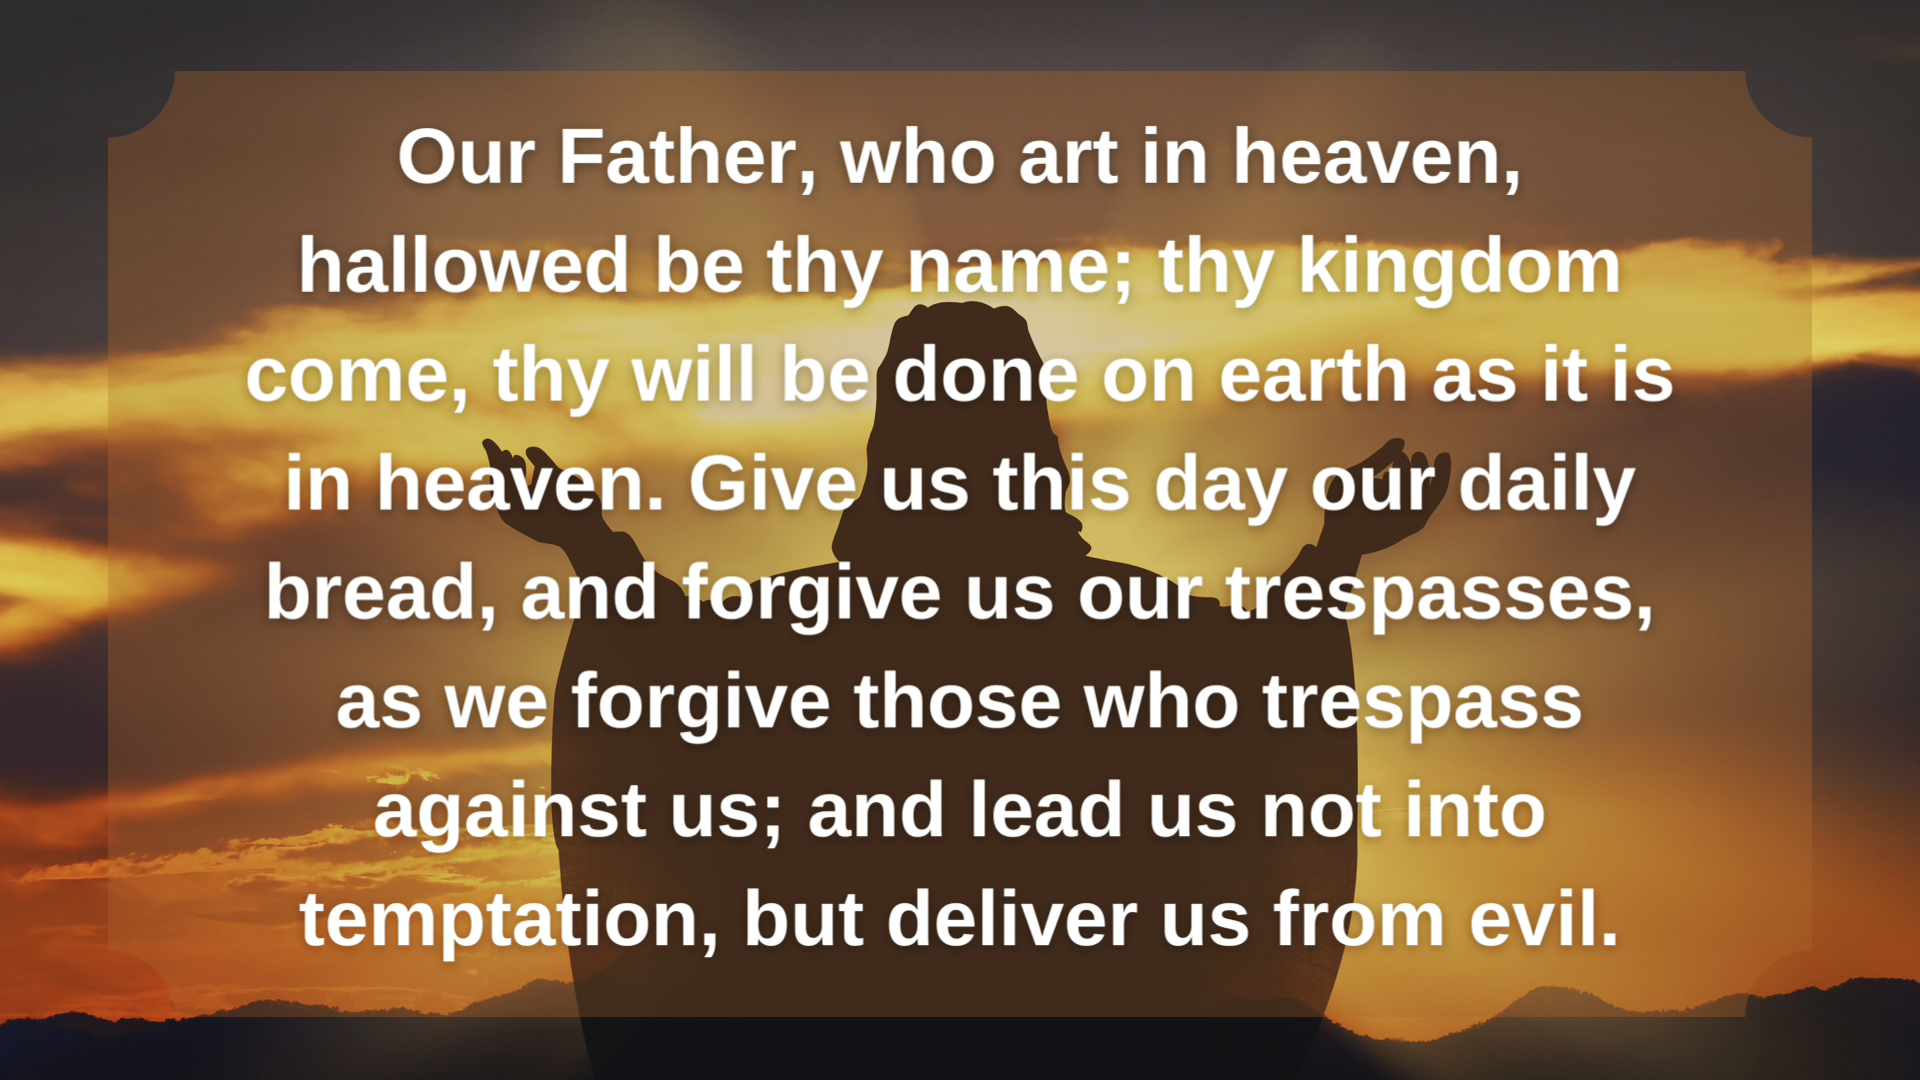 Our Father, who art in heaven,
hallowed be thy name; thy kingdom
come, thy will be done on earth as it is
in heaven. Give us this day our daily
bread, and forgive us our trespasses,
as we forgive those who trespass
against us; and lead us not into
temptation, but deliver us from evil.